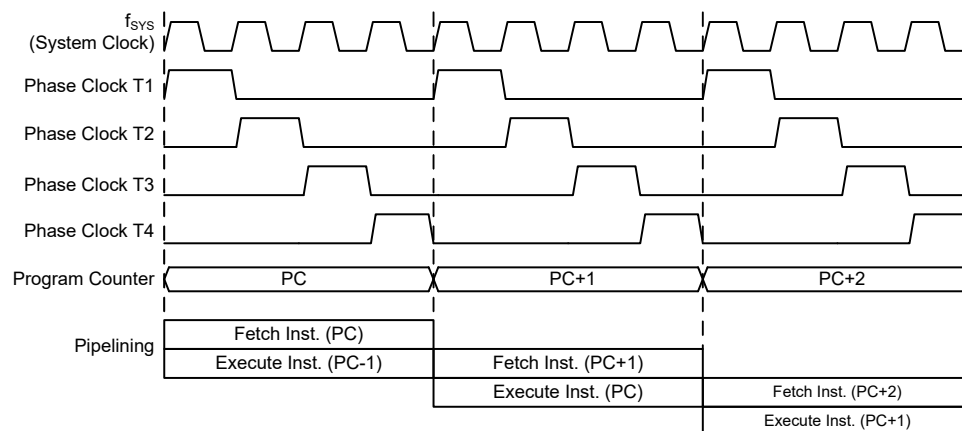 fSYS
(System Clock)
Phase Clock T1
Phase Clock T2
Phase Clock T3
Phase Clock T4
Program Counter PC PC+1 PC+2
Pipelining
Fetch Inst. (PC)
Execute Inst. (PC-1) Fetch Inst. (PC+1)
Execute Inst. (PC) Fetch Inst. (PC+2)
Execute Inst. (PC+1)